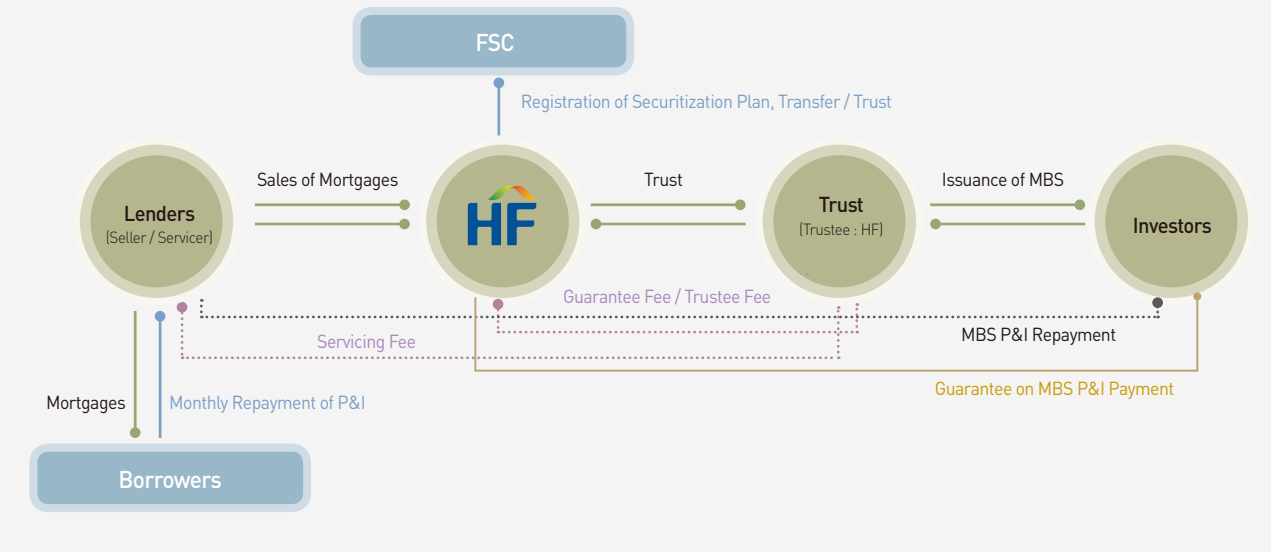 FSC
Registration of Securitization Plan, Transfer / Trust
Sales of Mortgages
Trust
Issuance of MBS
Lenders
(Seller / Servicer)
HF
Trust
(Trustee : HF)
Investors
Guarantee Fee / Trustee Fee
Servicing Fee
MBS P&I Repayment
Guarantee on MBS P&I Payment
Mortgages
Monthly Repayment of P&I
Borrowers